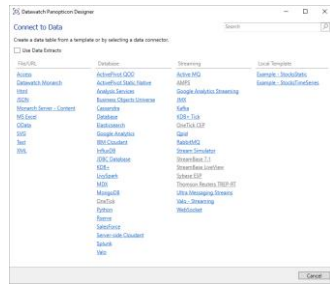 Datawatch Panopticon Designer
Connect to Data
Search
Create a data table from a template or by selecting a data connector.
Use Data Extracts
File/URL
Access
Datawatch Monarch
Html
JSON
Monarch Server - Content
MS Excel
OData
SVG
Text
XML
Database
ActivePivot QOD
ActivePivot Static Native
Analysis Services
Business Objects Universe
Cassandra
Database
Elasticsearch
Google Analytics
IBM Cloudant
InfluxDB
JDBC Database
KDB+
LiveSpark
MDX
MongoDB
OneTick
Python
Rserve
SalesForce
Server-side Cloudant
Splunk
Velo
Streaming
Active MQ
AMPS
Google Analytics Streaming
JMX
Kafka
KDB+ Tick
OneTick CEP
Qpid
RabbitMQ
Stream Simulator
StreamBase 7.1
StreamBase LiveView
Sybase ESP
Thomson Reuters TREP-RT
Ultra Messaging Streams
Velo - Streaming
WebSocket
Local Template
Example - StockStatic
Example - StocksTimeSeries
Cancel